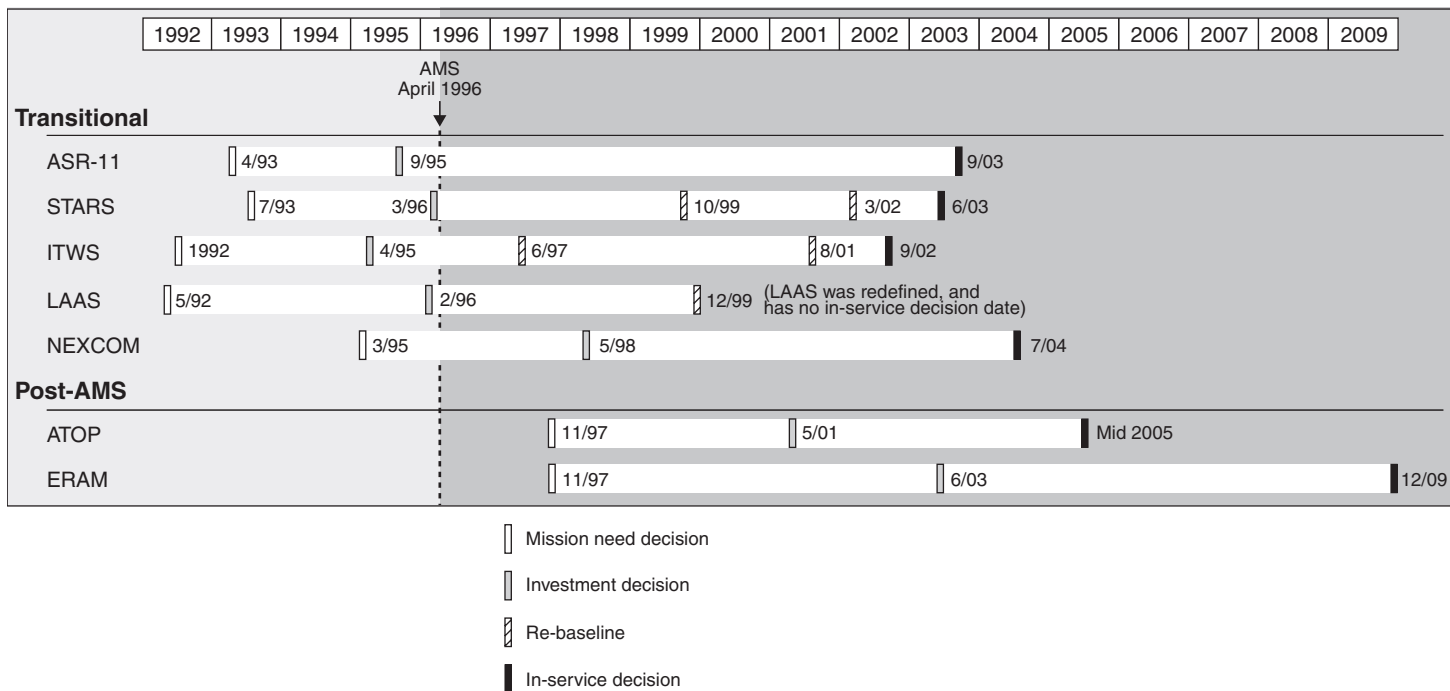 1992 1993 1994 1995 1996 1997 1998 1999 2000 2001 2002 2003 2004 2005 2006 2007 2008 2009
AMS
April 1996
Transitional
ASR-11 4/93 9/95 9/03
STARS 7/93 3/96 10/99 3/02 6/03
ITWS 1992 4/95 6/97 8/01 9/02
LAAS 5/92 2/96 12/99 (LAAS was redefined, and
has no in-service decision date)
NEXCOM 3/95 5/98 7/04
Post-AMS
ATOP 11/97 5/01 Mid 2005
ERAM 11/97 6/03 12/09
Mission need decision
Investment decision
Re-baseline
In-service decision